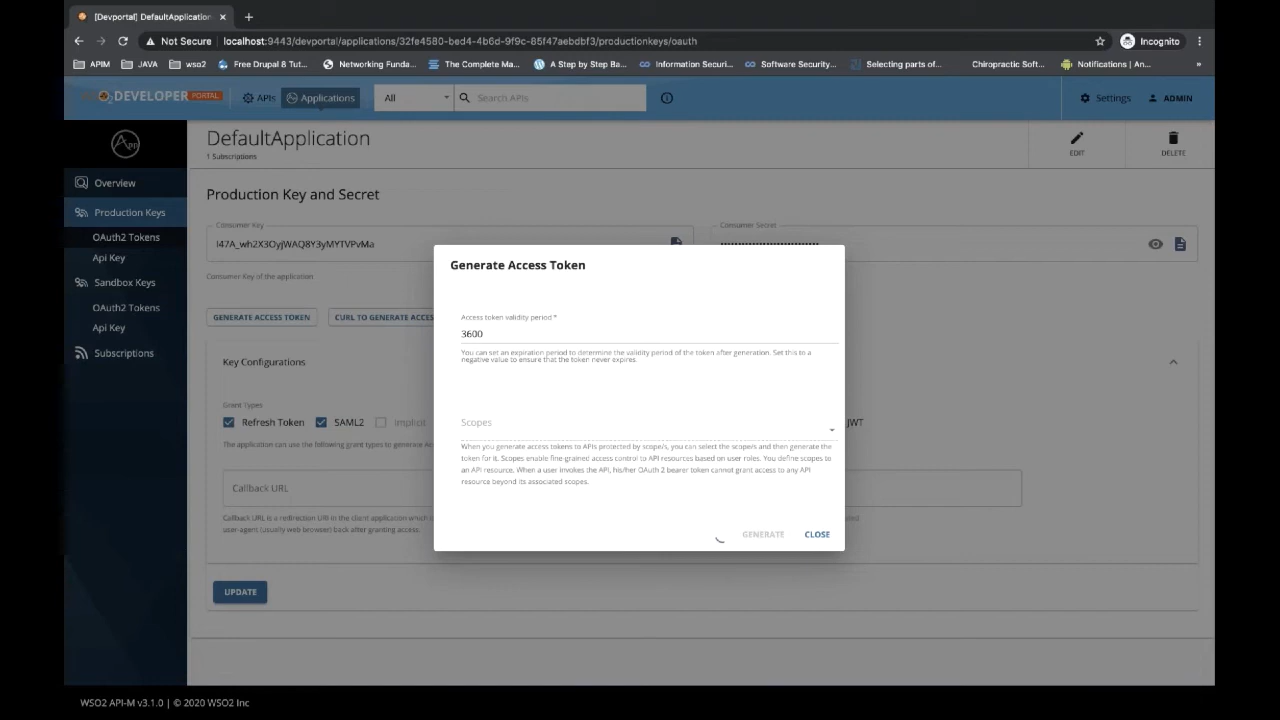 [Devportal] DefaultApplication
Not Secure
localhost:9443/devportal/applications/32fe4580-bed4-4b6d-9f9c-85f47aebdbf3/productionkeys/oauth
Incognito
APIM
JAVA
wso2
Free Drupal 8 Tut...
Networking Funda...
The Complete Ma...
A Step by Step Ba...
Information Securi...
Software Security...
Selecting parts of...
Chiropractic Soft...
Notifications | An...
»
DEVELOPER PORTAL
APIs
Applications
All
Search APIs
Settings
ADMIN
App
DefaultApplication
1 Subscriptions
EDIT
DELETE
Overview
Production Keys
OAuth2 Tokens
Api Key
Sandbox Keys
OAuth2 Tokens
Api Key
Subscriptions
Production Key and Secret
Consumer Key
I47A_wh2X3OyjWAQ8Y3yMYTVPvMa
Consumer Key of the application
Consumer Secret
GENERATE ACCESS TOKEN
CURL TO GENERATE ACCES
Key Configurations
Grant Types
Refresh Token
SAML2
Implicit
JWT
The application can use the following grant types to generate Ac
Callback URL
Callback URL is a redirection URI in the client application which
user-agent (usually web browser) back after granting access.
UPDATE
Generate Access Token
Access token validity period *
3600
You can set an expiration period to determine the validity period of the token after generation. Set this to a
negative value to ensure that the token never expires.
Scopes
When you generate access tokens to APIs protected by scope/s, you can select the scope/s and then generate the
token for it. Scopes enable fine-grained access control to API resources based on user roles. You define scopes to
an API resource. When a user invokes the API, his/her OAuth 2 bearer token cannot grant access to any API
resource beyond its associated scopes.
GENERATE
CLOSE
WSO2 API-M v3.1.0 | © 2020 WSO2 Inc